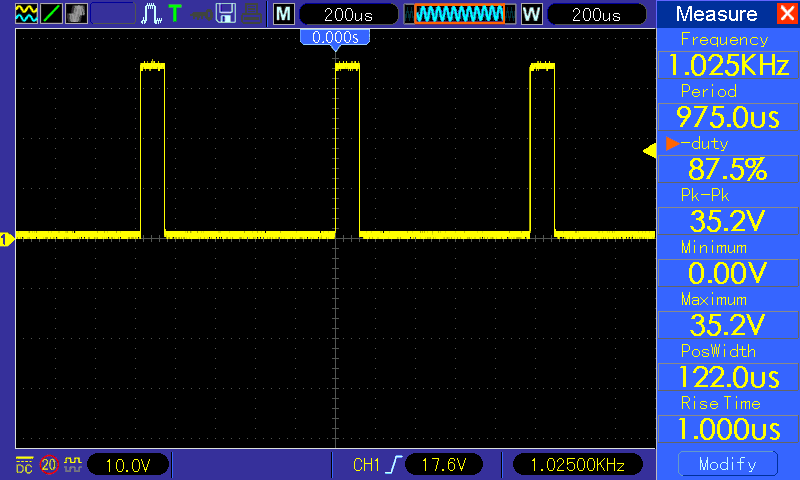 T M 200us W 200us Measure
0.000s
Frequency
1.025KHz
Period
975.0us
-duty
87.5%
Pk-Pk
35.2V
1
Minimum
0.00V
Maximum
35.2V
PosWidth
122.0us
Rise Time
1.000us
DC 20 10.0V CH1 17.6V 1.02500KHz Modify